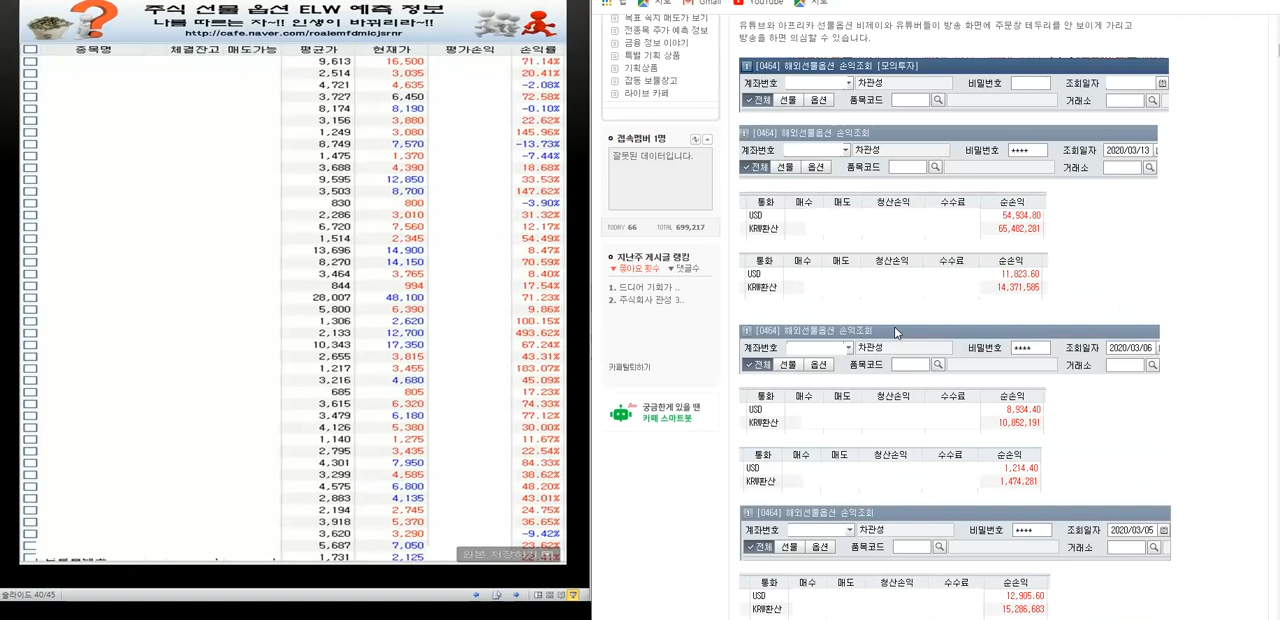 주식 선물 옵션 ELW 예측 정보
나를 따르는 자~!! 인생이 바뀌리라~!!
http://cafe.naver.com/roalemfdmlcjsrnr
종목명 체결잔고 매도가능 평균가 현재가 평가손익 손익률
9,613 16,500 71.14%
2,514 3,035 20.41%
4,721 4,635 -2.08%
3,727 6,450 72.58%
8,174 8,190 -0.10%
3,156 3,880 22.62%
1,249 3,080 145.96%
8,749 7,570 -13.73%
1,475 1,370 -7.44%
3,688 4,390 18.68%
9,595 12,850 33.53%
3,503 8,700 147.62%
830 800 -3.90%
2,286 3,010 31.32%
6,720 7,560 12.17%
1,514 2,345 54.49%
13,696 14,900 8.47%
8,270 14,150 70.59%
3,464 3,765 8.40%
844 994 17.54%
28,007 48,100 71.23%
5,800 6,390 9.86%
1,306 2,620 100.15%
2,133 12,700 493.62%
10,343 17,350 67.24%
2,655 3,815 43.31%
1,217 3,455 183.07%
3,216 4,680 45.09%
685 805 17.23%
3,615 6,320 74.33%
3,479 6,180 77.12%
4,126 5,380 30.00%
1,140 1,275 11.67%
2,795 3,435 22.54%
4,301 7,950 84.33%
3,299 4,585 38.62%
4,575 6,800 48.20%
2,883 4,135 43.01%
2,194 2,745 24.75%
3,918 5,370 36.65%
3,620 3,290 -9.42%
5,687 7,050 23.62%
1,731 2,125
원본 저장하기
슬라이드 40/45
앱 지도 Gmail YouTube 지도
목표 쪽지 매도가 보기
전종목 주가 예측 정보
금융 정보 이야기
특별 기획 상품
기획상품
잡동 보물창고
라이브 카페
접속멤버 1명
잘못된 데이터입니다.
TODAY 66 TOTAL 699,217
지난주 게시글 랭킹
▼ 좋아요 횟수 ▼ 댓글수
1. 드디어 기회가 ..
2. 주식회사 관성 3..
카페탈퇴하기
궁금한게 있을 땐
카페 스마트봇
유튜브와 아프리카 선물옵션 비제이와 유튜버들이 방송 화면에 주문창 테두리를 안 보이게 가리고
방송을 하면 의심할 수 있습니다.
[0464] 해외선물옵션 손익조회 [모의투자]
계좌번호 차관성 비밀번호 조회일자
전체 선물 옵션 품목코드 거래소
[0464] 해외선물옵션 손익조회
계좌번호 차관성 비밀번호 **** 조회일자 2020/03/13
전체 선물 옵션 품목코드 거래소
통화 매수 매도 청산손익 수수료 순손익
USD 54,934.80
KRW환산 65,482,281
통화 매수 매도 청산손익 수수료 순손익
USD 11,823.60
KRW환산 14,371,585
[0464] 해외선물옵션 손익조회
계좌번호 차관성 비밀번호 **** 조회일자 2020/03/06
전체 선물 옵션 품목코드 거래소
통화 매수 매도 청산손익 수수료 순손익
USD 8,934.40
KRW환산 10,852,191
통화 매수 매도 청산손익 수수료 순손익
USD 1,214.40
KRW환산 1,474,281
[0464] 해외선물옵션 손익조회
계좌번호 차관성 비밀번호 **** 조회일자 2020/03/05
전체 선물 옵션 품목코드 거래소
통화 매수 매도 청산손익 수수료 순손익
USD 12,905.60
KRW환산 15,286,683